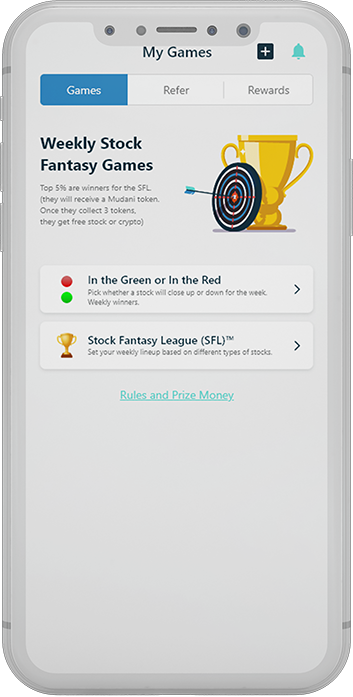 My Games
Games
Refer
Rewards
Weekly Stock
Fantasy Games
Top 5% are winners for the SFL.
(they will receive a Mudani token.
Once they collect 3 tokens,
they get free stock or crypto)
In the Green or In the Red
Pick whether a stock will close up or down for the week.
Weekly winners.
Stock Fantasy League (SFL)™
Set your weekly lineup based on different types of stocks.
Rules and Prize Money